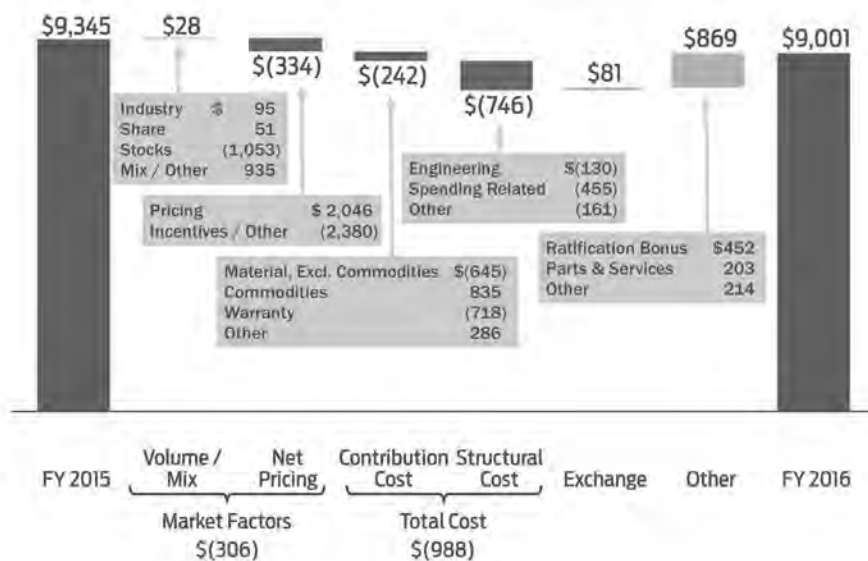 $9,345
$28
$(334)
$(242)
$(746)
$81
$869
$9,001
Industry $ 95
Share 51
Stocks (1,053)
Mix / Other 935
Pricing $ 2,046
Incentives / Other (2,380)
Material, Excl. Commodities $(645)
Commodities 835
Warranty (718)
Other 286
Engineering $(130)
Spending Related (455)
Other (161)
Ratification Bonus $452
Parts & Services 203
Other 214
FY 2015
Volume /
Mix
Net
Pricing
Contribution
Cost
Structural
Cost
Exchange
Other
FY 2016
Market Factors
$(306)
Total Cost
$(988)